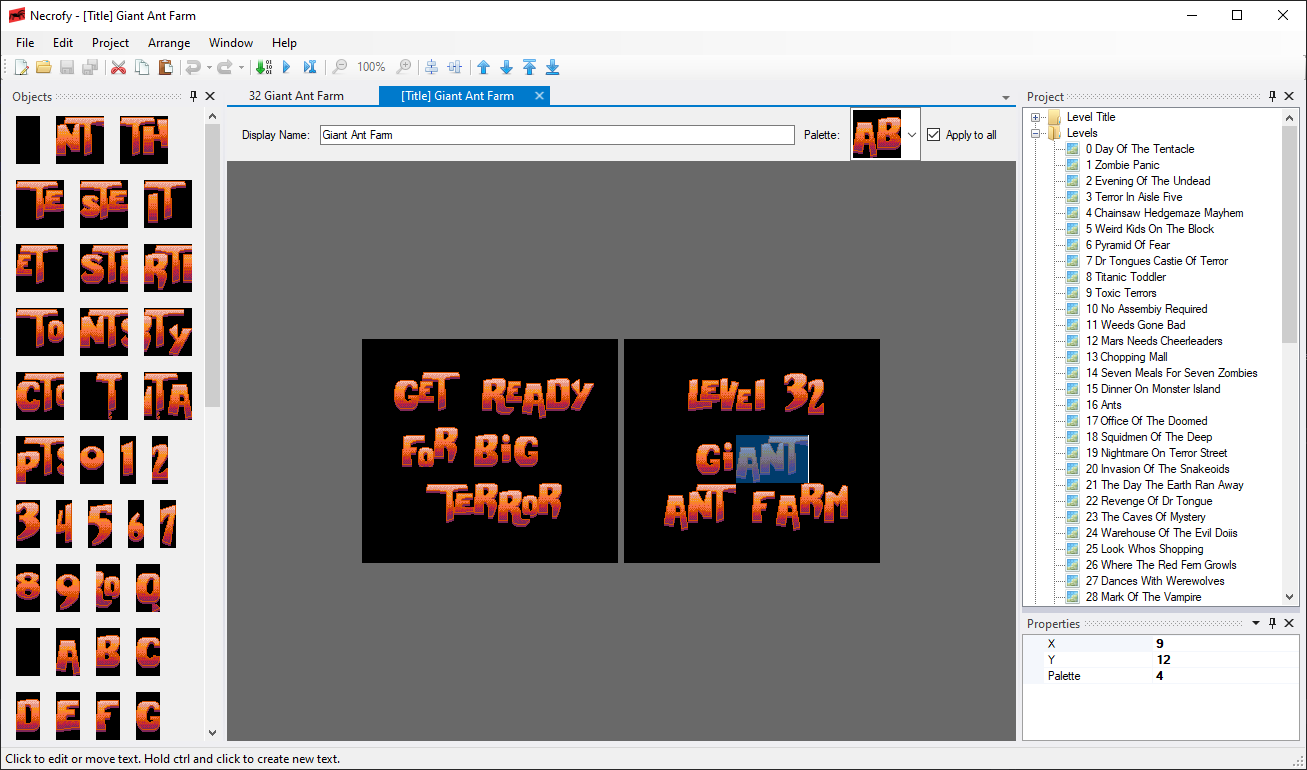 Necrofy - [Title] Giant Ant Farm
File Edit Project Arrange Window Help
100%
Objects
NT TH
TE STE IT
ET STI RTI
TO NTS RTY
CTO T NTA
PTS 0 1 2
3 4 5 6 7
8 9 RO Q
A B C
D E F G
32 Giant Ant Farm [Title] Giant Ant Farm
Display Name: Giant Ant Farm Palette: AB Apply to all
GET READY
FOR BIG
TERROR
LEVEL 32
GiANT
ANT FARM
Project
Level Title
Levels
0 Day Of The Tentacle
1 Zombie Panic
2 Evening Of The Undead
3 Terror In Aisle Five
4 Chainsaw Hedgemaze Mayhem
5 Weird Kids On The Block
6 Pyramid Of Fear
7 Dr Tongues Castie Of Terror
8 Titanic Toddler
9 Toxic Terrors
10 No Assembiy Required
11 Weeds Gone Bad
12 Mars Needs Cheerleaders
13 Chopping Mall
14 Seven Meals For Seven Zombies
15 Dinner On Monster Island
16 Ants
17 Office Of The Doomed
18 Squidmen Of The Deep
19 Nightmare On Terror Street
20 Invasion Of The Snakeoids
21 The Day The Earth Ran Away
22 Revenge Of Dr Tongue
23 The Caves Of Mystery
24 Warehouse Of The Evil Doiis
25 Look Whos Shopping
26 Where The Red Fern Growls
27 Dances With Werewolves
28 Mark Of The Vampire
Properties
X 9
Y 12
Palette 4
Click to edit or move text. Hold ctrl and click to create new text.